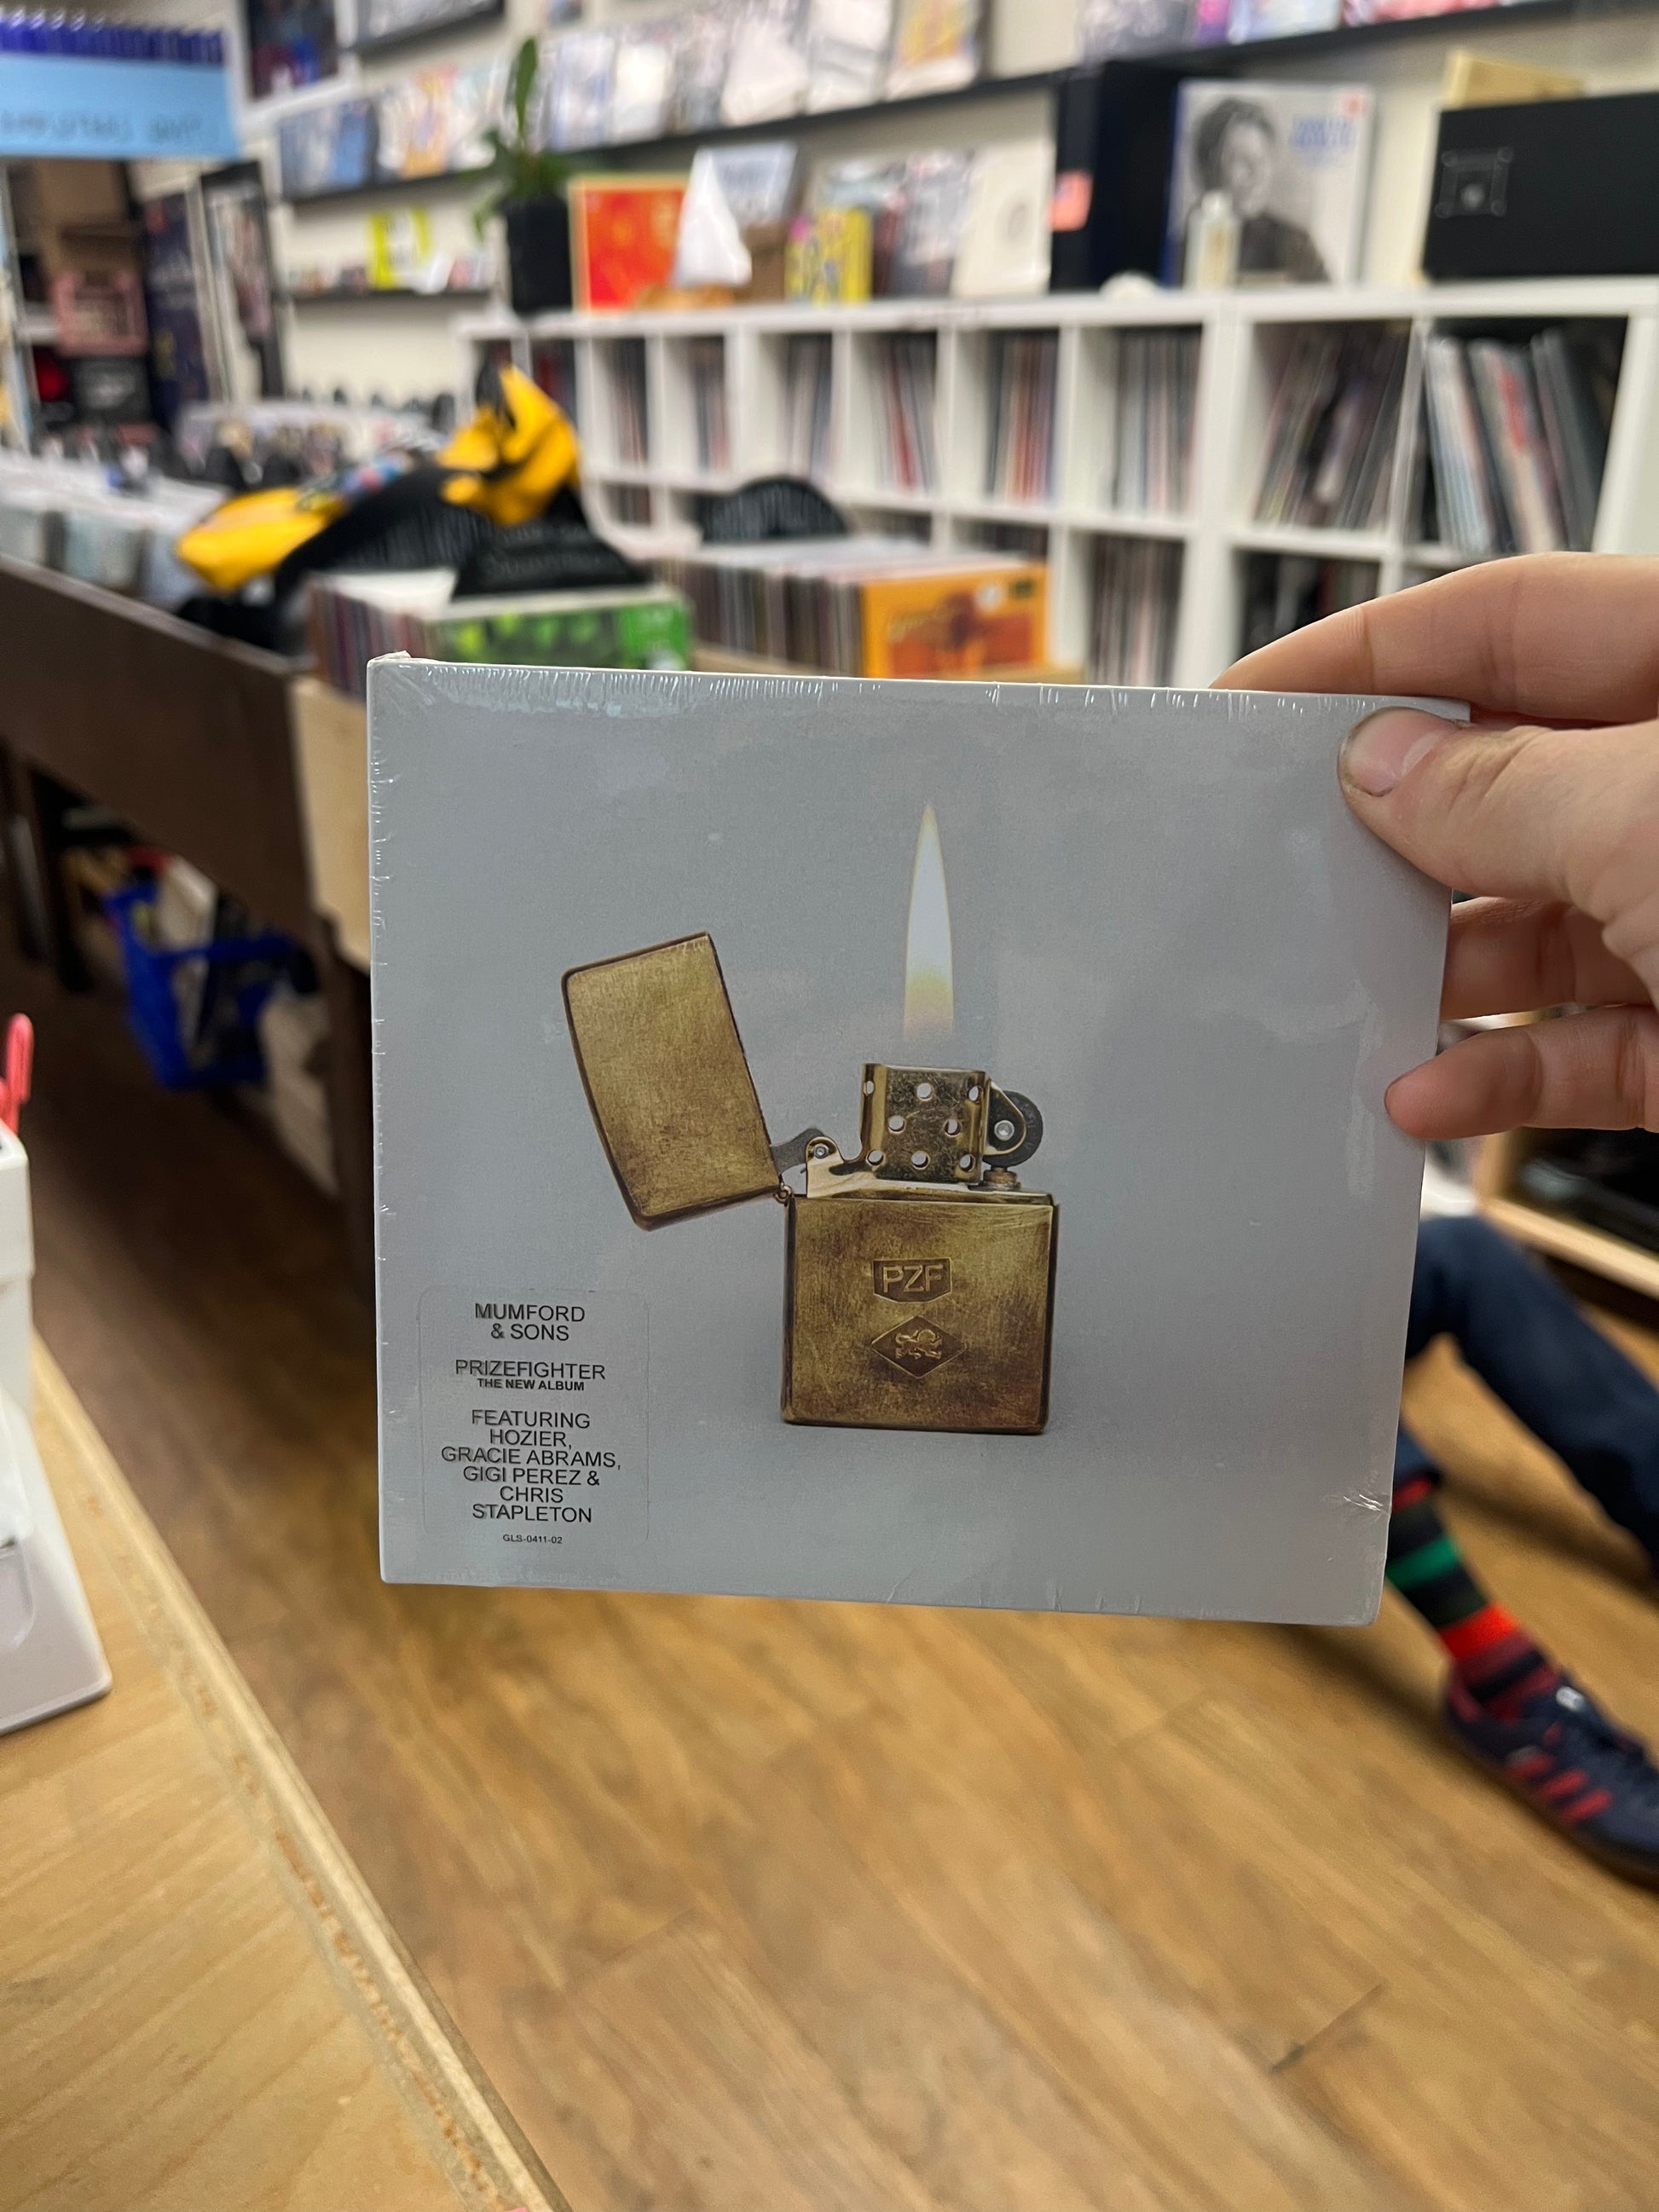 PZF
MUMFORD
& SONS
PRIZEFIGHTER
THE NEW ALBUM
FEATURING
HOZIER,
GRACIE ABRAMS,
GIGI PEREZ &
CHRIS
STAPLETON
GLS-0411-02